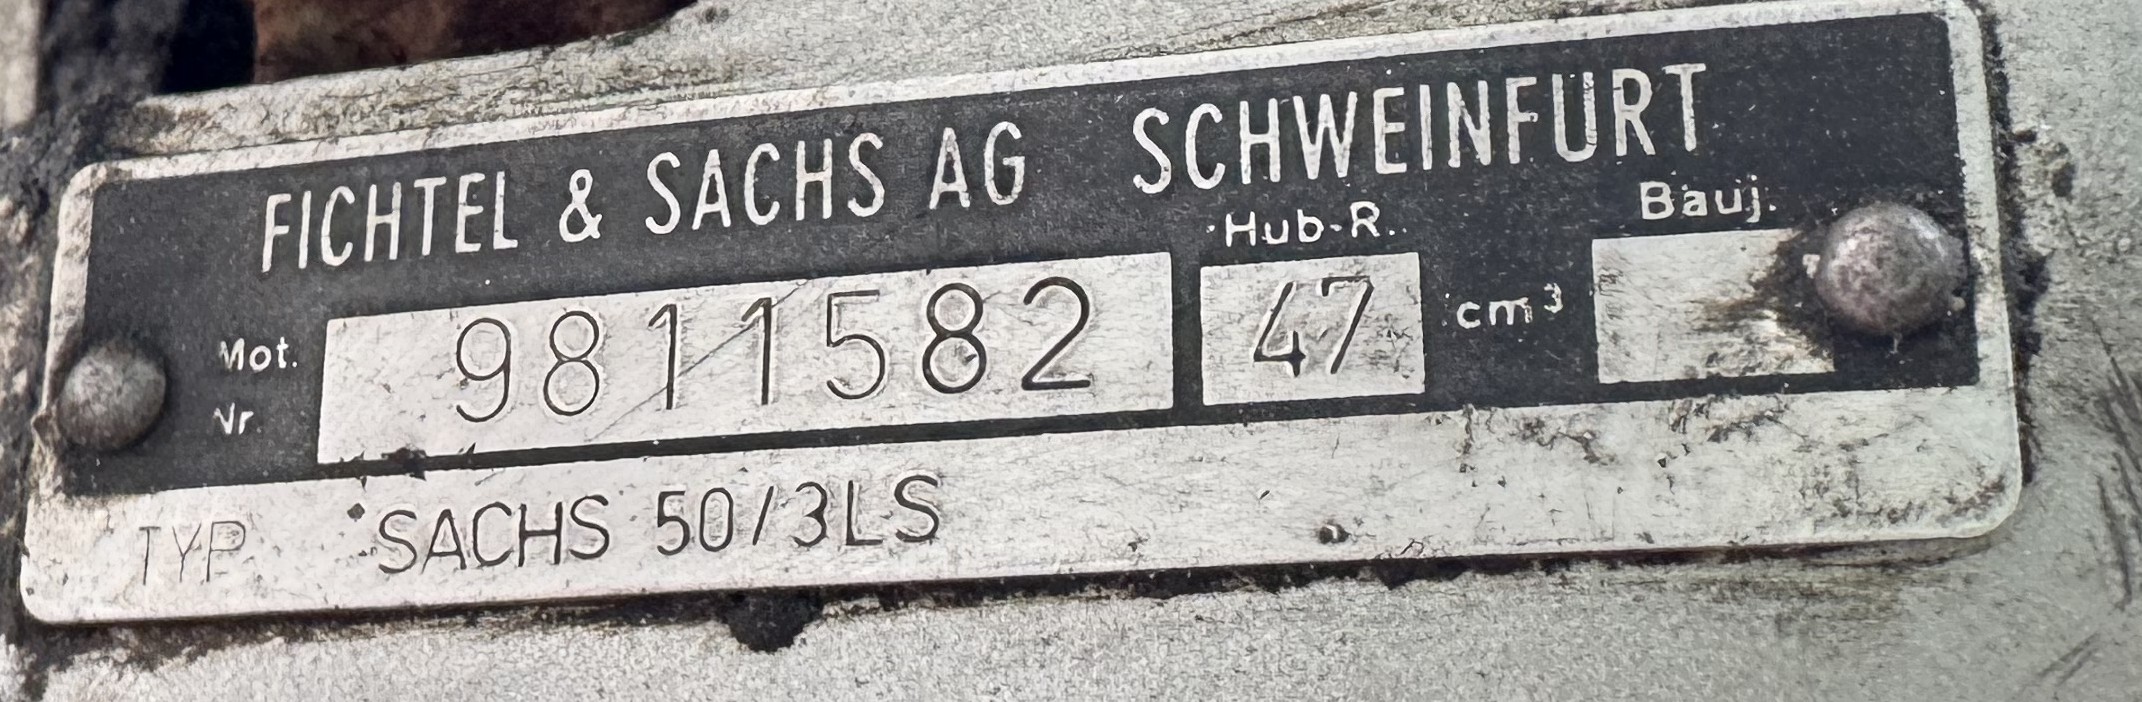 FICHTEL & SACHS AG SCHWEINFURT
Hub-R. Bauj.
Mot. Nr. 9811582 47 cm³
TYP SACHS 50/3LS